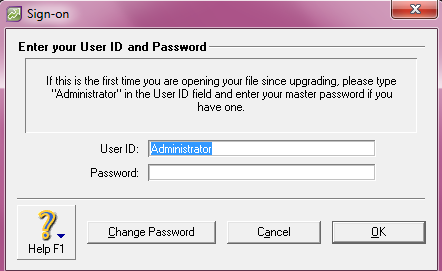 Sign-on
Enter your User ID and Password
If this is the first time you are opening your file since upgrading, please type
"Administrator" in the User ID field and enter your master password if you
have one.
User ID: Administrator
Password:
Help F1
Change Password
Cancel
OK